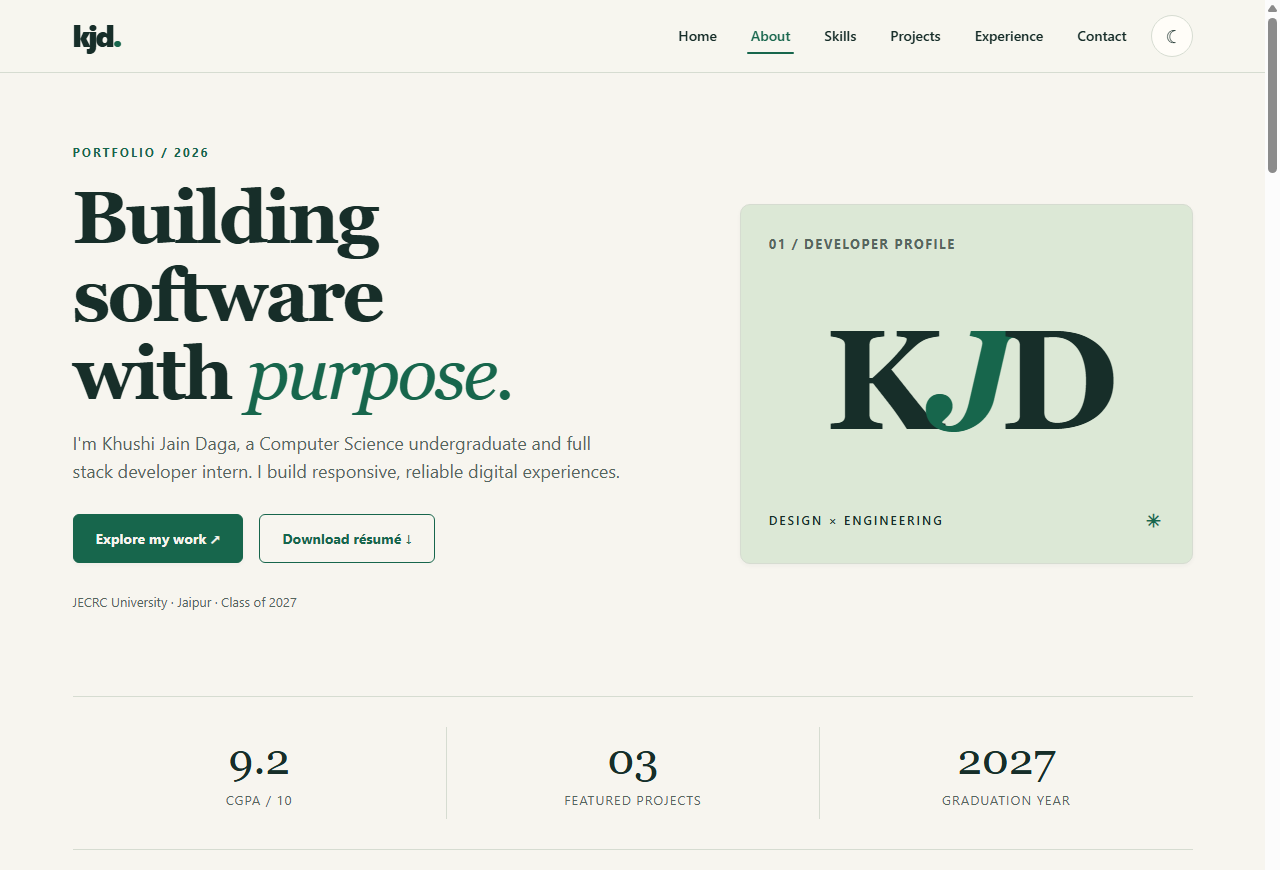 kjd.
Home About Skills Projects Experience Contact ☾
PORTFOLIO / 2026
Building
software
with purpose.
I'm Khushi Jain Daga, a Computer Science undergraduate and full
stack developer intern. I build responsive, reliable digital experiences.
Explore my work ↗ Download résumé ↓
JECRC University · Jaipur · Class of 2027
01 / DEVELOPER PROFILE
KJD
DESIGN × ENGINEERING ✳
9.2
CGPA / 10
03
FEATURED PROJECTS
2027
GRADUATION YEAR